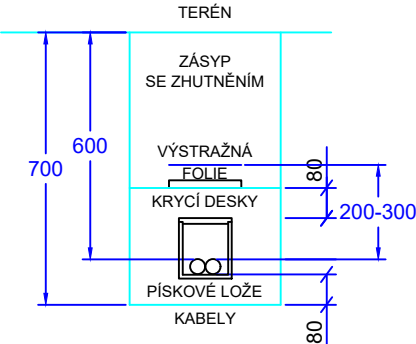 TERÉN
ZÁSYP
SE ZHUTNĚNÍM
600
700
VÝSTRAŽNÁ
FOLIE
80
KRYCÍ DESKY
200-300
PÍSKOVÉ LOŽE
KABELY
80